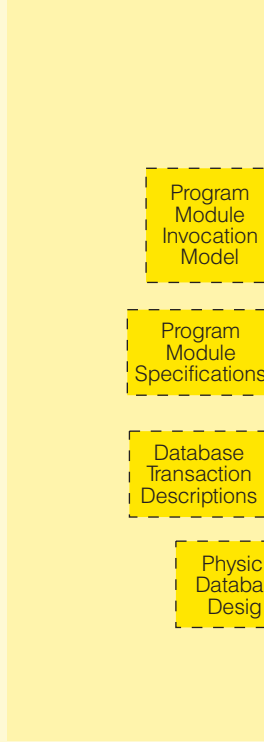 Program
Module
Invocation
Model
Program
Module
Specifications
Database
Transaction
Descriptions
Physic
Databa
Desig